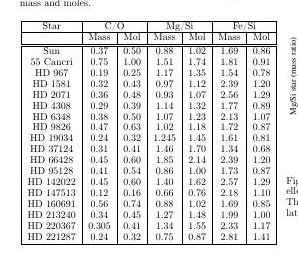 mass and moles.
Star C/O Mg/Si Fe/Si
Mass Mol Mass Mol Mass Mol
Sun 0.37 0.50 0.88 1.02 1.69 0.86
55 Cancri 0.75 1.00 1.51 1.74 1.81 0.91
HD 967 0.19 0.25 1.17 1.35 1.54 0.78
HD 1581 0.32 0.43 0.97 1.12 2.39 1.20
HD 2071 0.36 0.48 0.93 1.07 2.56 1.29
HD 4308 0.29 0.39 1.14 1.32 1.77 0.89
HD 6348 0.38 0.50 1.07 1.23 2.13 1.07
HD 9826 0.47 0.63 1.02 1.18 1.72 0.87
HD 19034 0.24 0.32 1.245 1.45 1.61 0.81
HD 37124 0.31 0.41 1.46 1.70 1.34 0.68
HD 66428 0.45 0.60 1.85 2.14 2.39 1.20
HD 95128 0.41 0.54 0.86 1.00 1.73 0.87
HD 142022 0.45 0.60 1.40 1.62 2.57 1.29
HD 147513 0.12 0.16 0.66 0.76 2.18 1.10
HD 160691 0.56 0.74 0.88 1.02 1.69 0.85
HD 213240 0.34 0.45 1.27 1.48 1.99 1.00
HD 220367 0.305 0.41 1.34 1.55 2.33 1.17
HD 221287 0.24 0.32 0.75 0.87 2.81 1.41
Mg/Si star (mass ratio)
Fig
elle
Th
lat